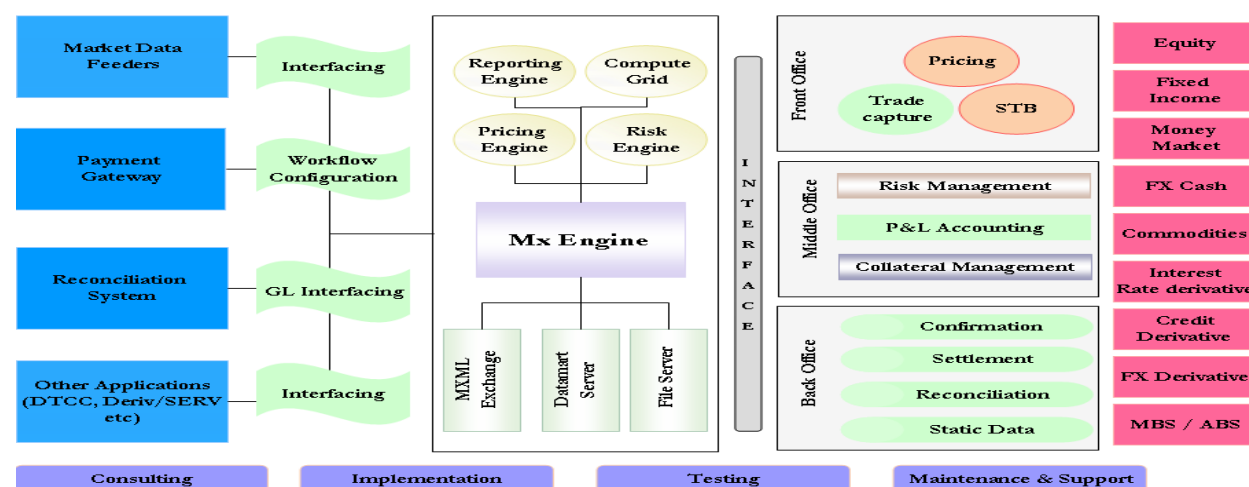 Market Data
Feeders
Payment
Gateway
Reconciliation
System
Other Applications
(DTCC, Deriv/SERV
etc)
Interfacing
Workflow
Configuration
GL Interfacing
Interfacing
Reporting
Engine
Compute
Grid
Pricing
Engine
Risk
Engine
Mx Engine
MXML
Exchange
Datamart
Server
File Server
INTERFACE
Front Office
Pricing
Trade
capture
STB
Middle Office
Risk Management
P&L Accounting
Collateral Management
Back Office
Confirmation
Settlement
Reconciliation
Static Data
Equity
Fixed
Income
Money
Market
FX Cash
Commodities
Interest
Rate derivative
Credit
Derivative
FX Derivative
MBS / ABS
Consulting
Implementation
Testing
Maintenance & Support